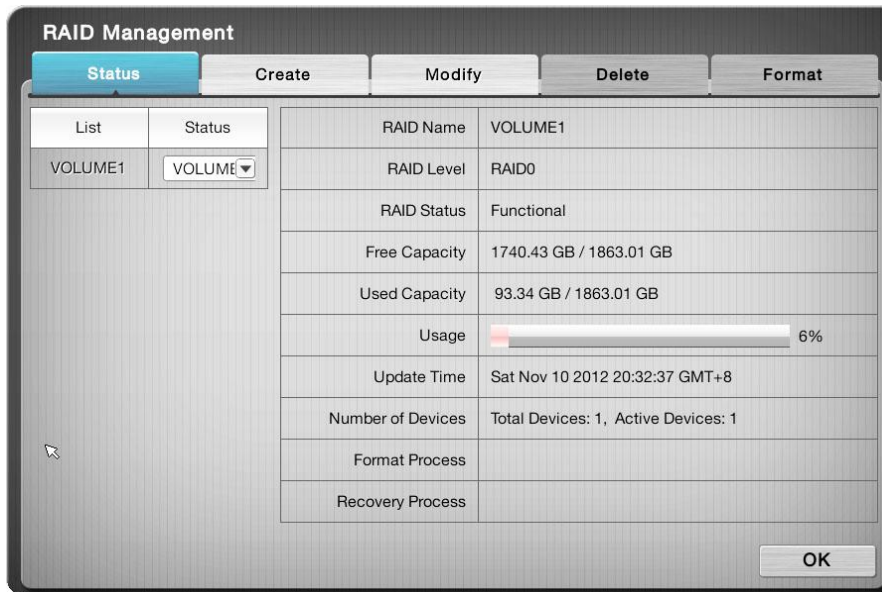 RAID Management
Status Create Modify Delete Format
List Status
VOLUME1 VOLUME
RAID Name VOLUME1
RAID Level RAID0
RAID Status Functional
Free Capacity 1740.43 GB / 1863.01 GB
Used Capacity 93.34 GB / 1863.01 GB
Usage 6%
Update Time Sat Nov 10 2012 20:32:37 GMT+8
Number of Devices Total Devices: 1, Active Devices: 1
Format Process
Recovery Process
OK